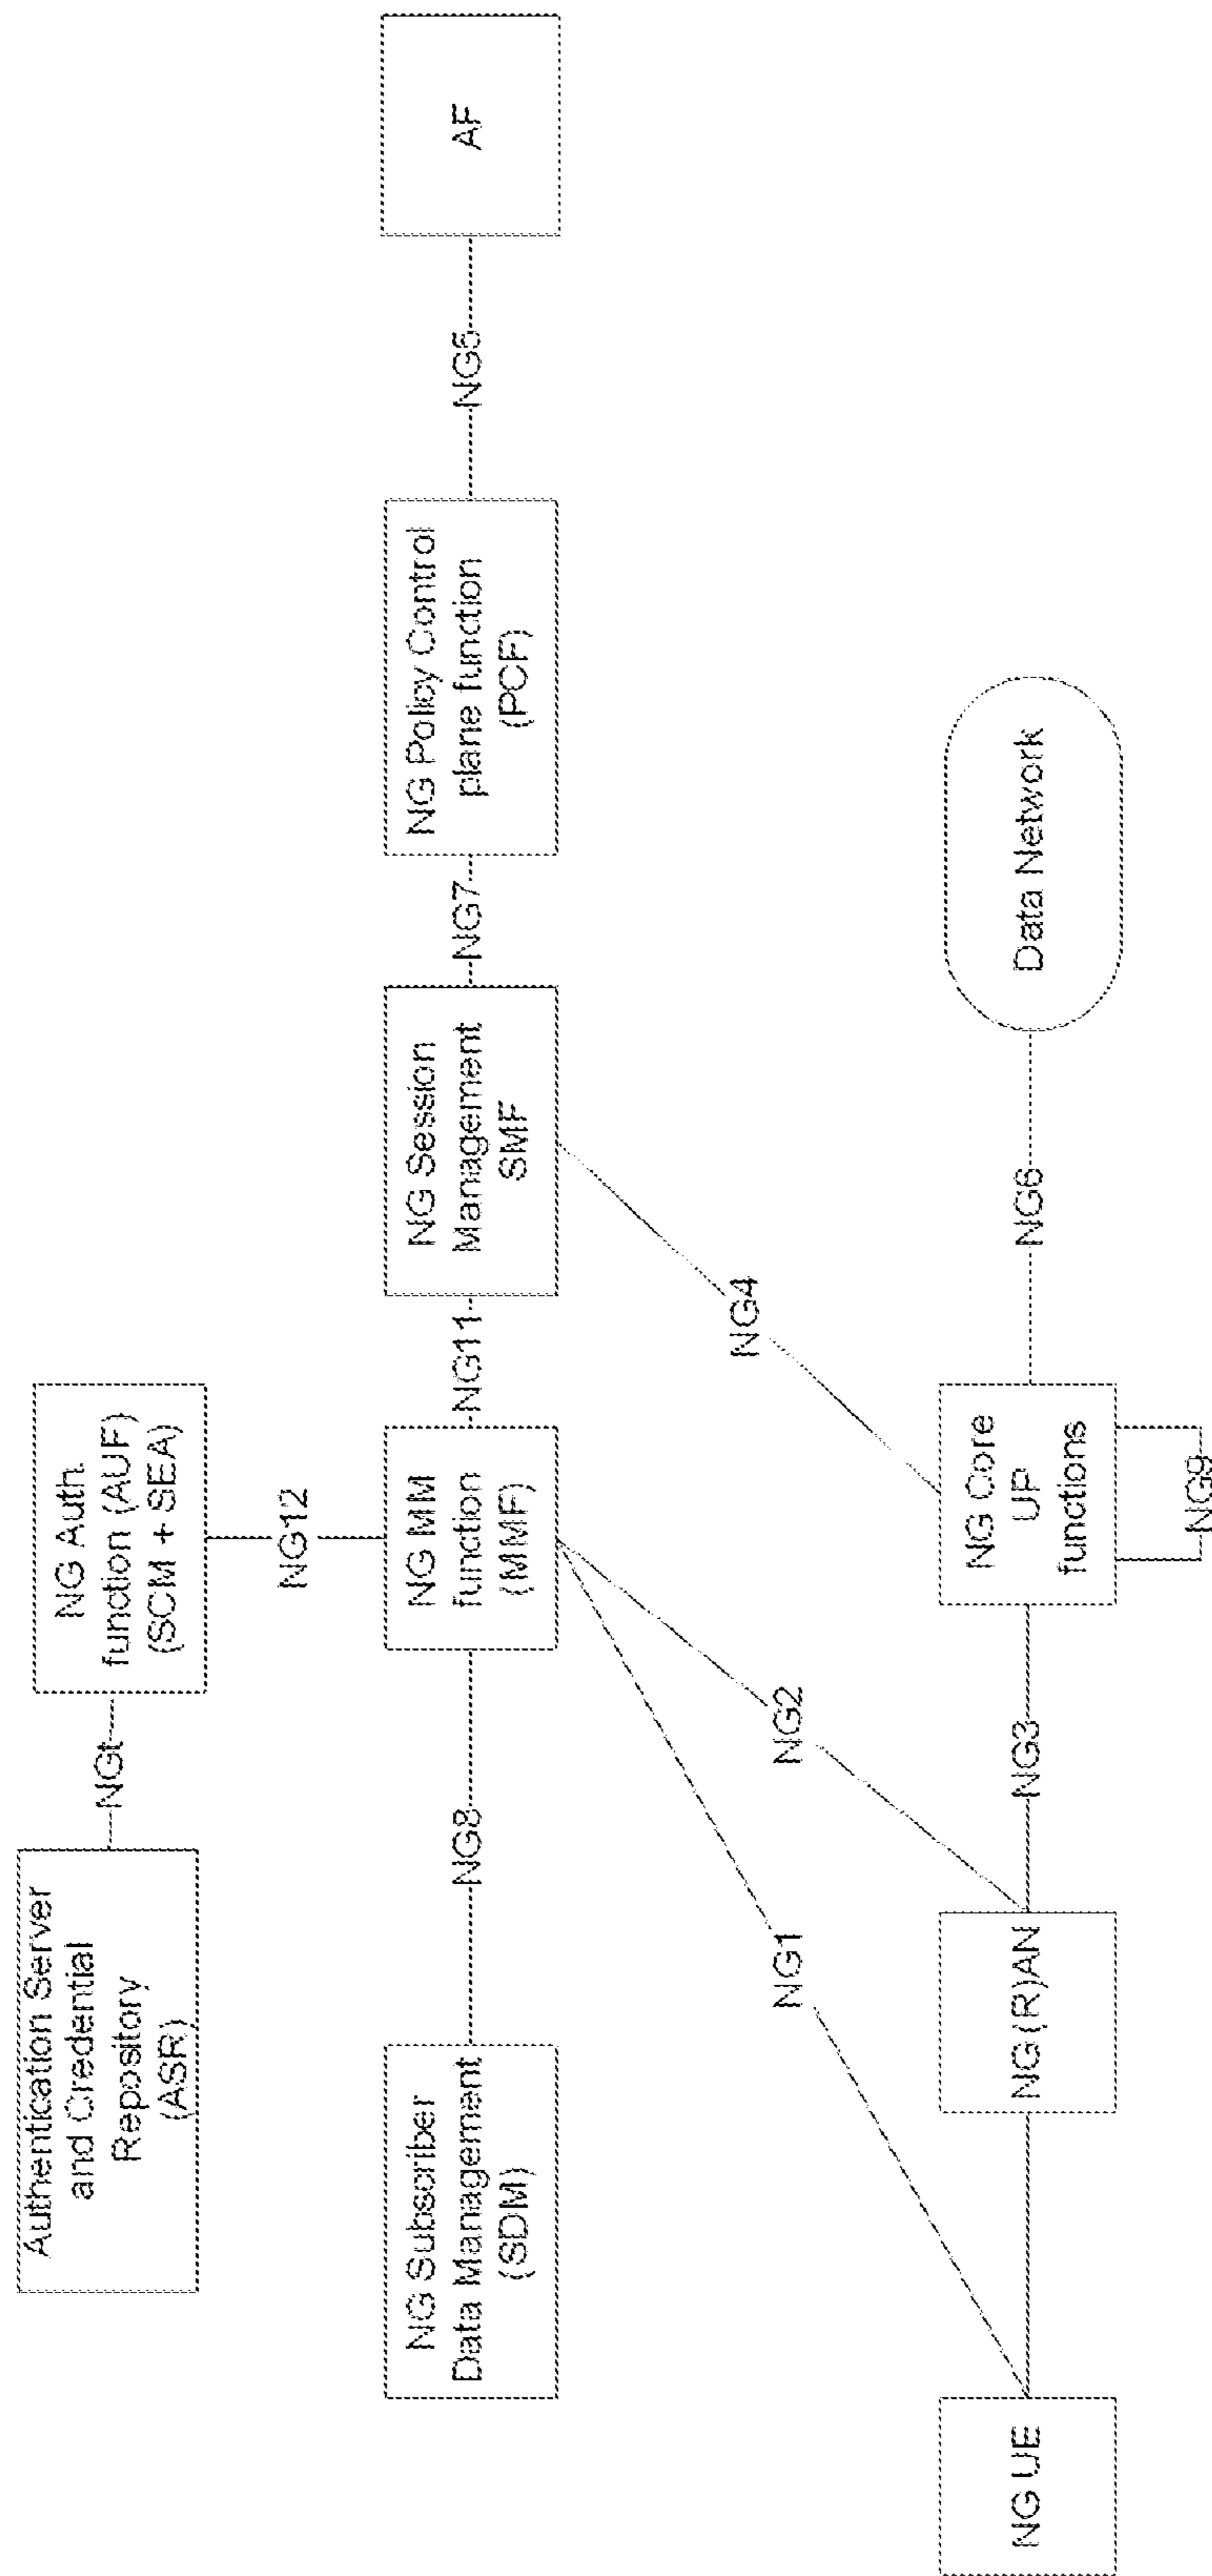 Authentication Server
and Credential
Repository
(ASR)
NGt
NG Auth.
function (AUF)
(SCM + SEA)
NG12
NG Subscriber
Data Management
(SDM)
NG8
NG MM
function
(MMF)
NG11
NG Session
Management
SMF
NG7
NG Policy Control
plane function
(PCF)
NG5
AF
NG1
NG2
NG4
NG UE
NG (R)AN
NG3
NG Core
UP
functions
NG6
Data Network
NG9